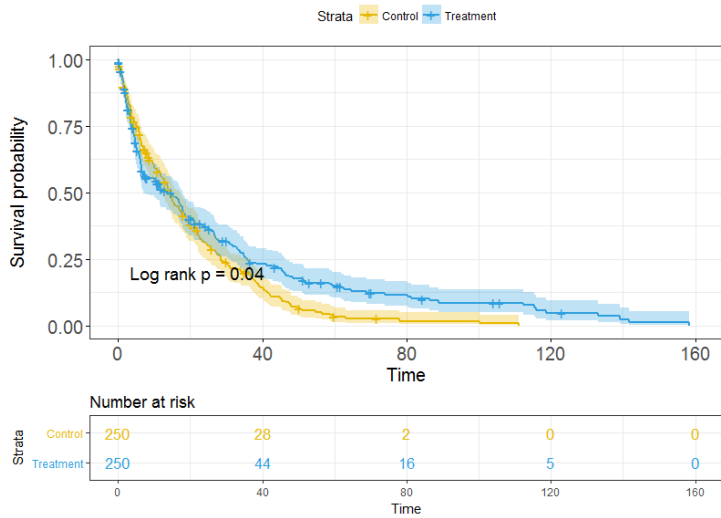 Strata Control Treatment
1.00
0.75
0.50
0.25
0.00
Survival probability
Log rank p = 0.04
0 40 80 120 160
Time
Number at risk
Strata
Control 250 28 2 0 0
Treatment 250 44 16 5 0
0 40 80 120 160
Time